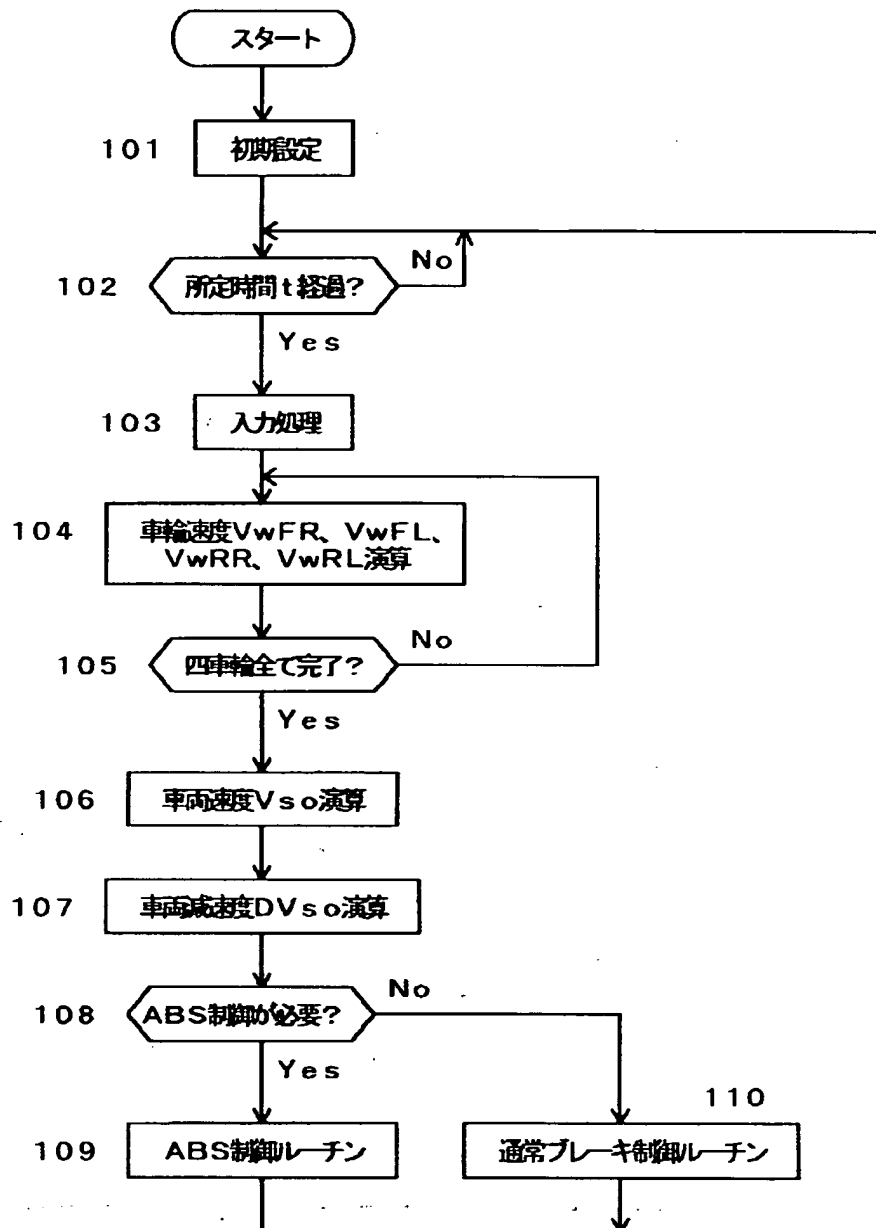 スタート
101
初期設定
102
所定時間t経過?
No
Yes
103
入力処理
104
車輪速度VwFR、VwFL、
VwRR、VwRL演算
105
四車輪全て完了?
No
Yes
106
車両速度Vso演算
107
車両減速度DVso演算
108
ABS制御が必要?
No
Yes
110
109
ABS制御ルーチン
通常ブレーキ制御ルーチン